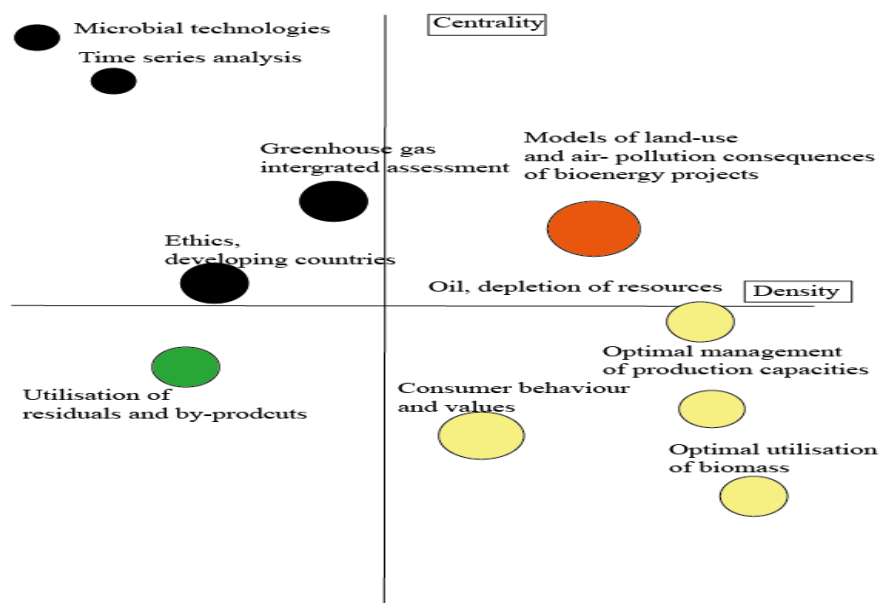 Centrality
Microbial technologies
Time series analysis
Greenhouse gas
intergrated assessment
Models of land-use
and air- pollution consequences
of bioenergy projects
Ethics,
developing countries
Oil, depletion of resources
Density
Optimal management
of production capacities
Utilisation of
residuals and by-prodcuts
Consumer behaviour
and values
Optimal utilisation
of biomass